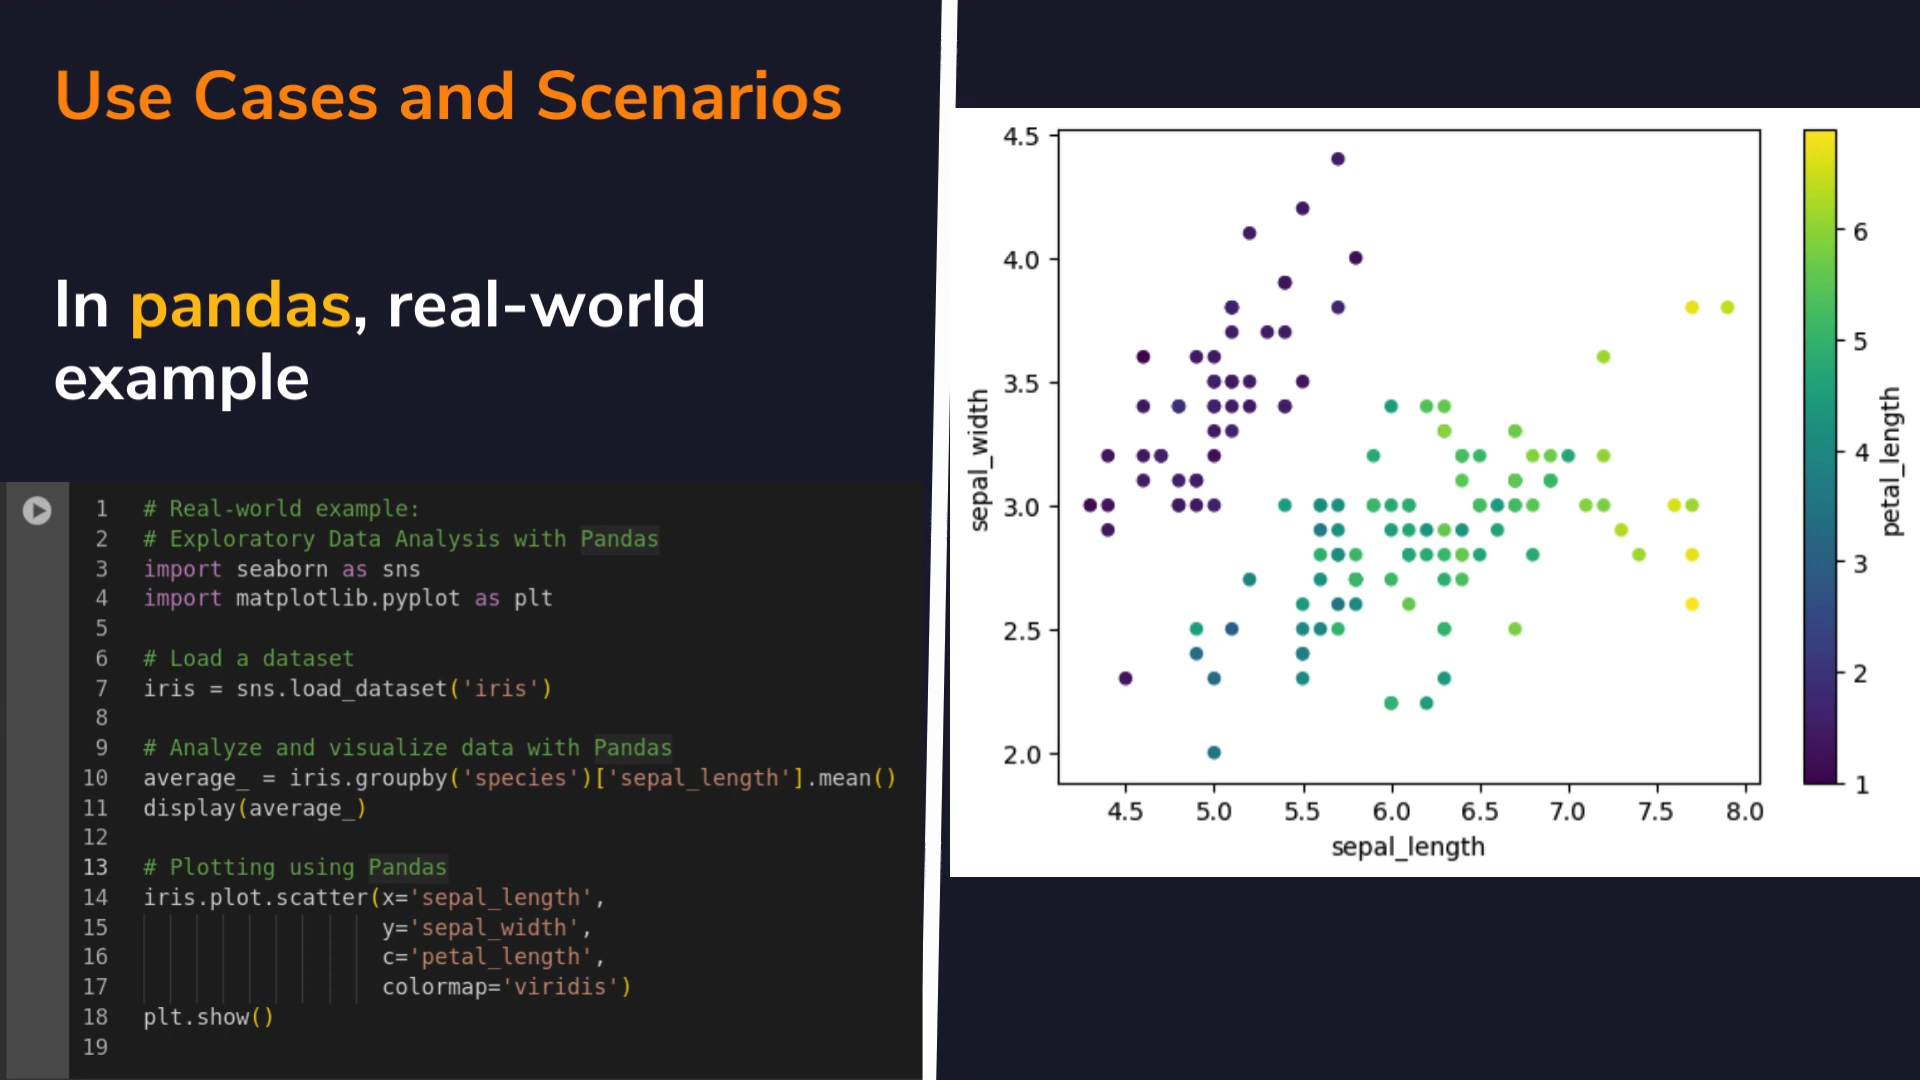 Use Cases and Scenarios
In pandas, real-world
example
1 # Real-world example:
2 # Exploratory Data Analysis with Pandas
3 import seaborn as sns
4 import matplotlib.pyplot as plt
5
6 # Load a dataset
7 iris = sns.load_dataset('iris')
8
9 # Analyze and visualize data with Pandas
10 average_ = iris.groupby('species')['sepal_length'].mean()
11 display(average_)
12
13 # Plotting using Pandas
14 iris.plot.scatter(x='sepal_length',
15 y='sepal_width',
16 c='petal_length',
17 colormap='viridis')
18 plt.show()
19
sepal_width
4.5
4.0
3.5
3.0
2.5
2.0
4.5 5.0 5.5 6.0 6.5 7.0 7.5 8.0
sepal_length
6
5
4
3
2
1
petal_length